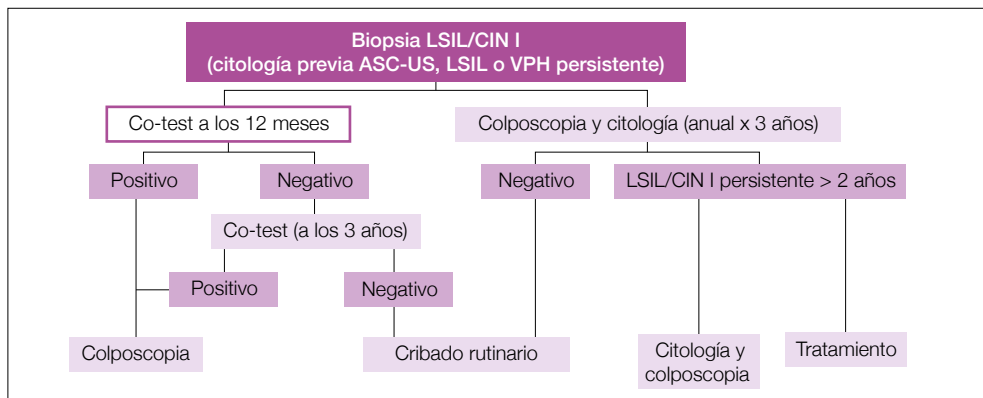 Biopsia LSIL/CIN I
(citología previa ASC-US, LSIL o VPH persistente)
Co-test a los 12 meses
Colposcopia y citología (anual x 3 años)
Positivo
Negativo
Negativo
LSIL/CIN I persistente > 2 años
Co-test (a los 3 años)
Positivo
Negativo
Colposcopia
Cribado rutinario
Citología y
colposcopia
Tratamiento